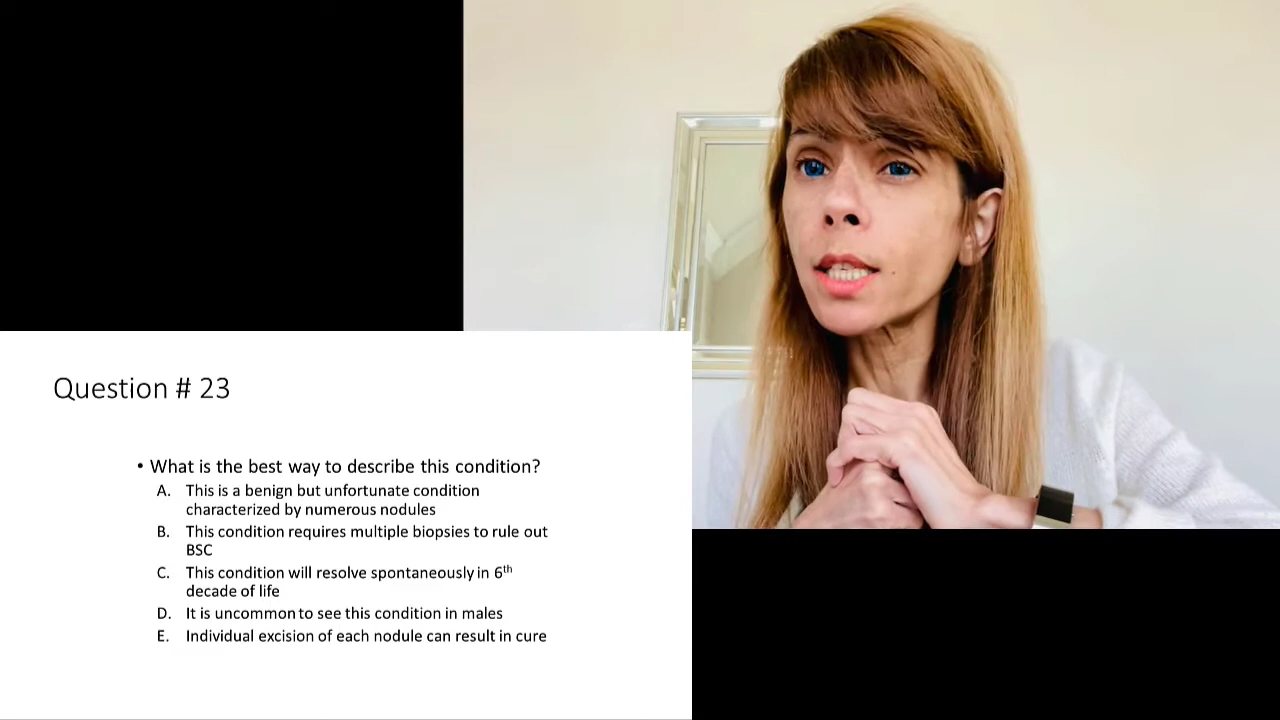 Question # 23
• What is the best way to describe this condition?
A. This is a benign but unfortunate condition
characterized by numerous nodules
B. This condition requires multiple biopsies to rule out
BSC
C. This condition will resolve spontaneously in 6th
decade of life
D. It is uncommon to see this condition in males
E. Individual excision of each nodule can result in cure